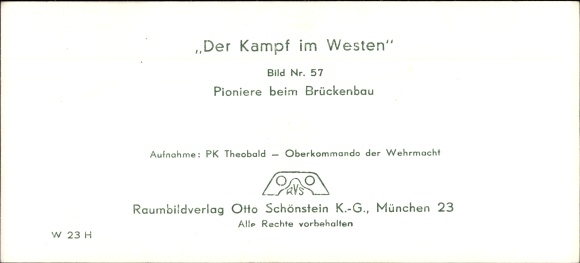 „Der Kampf im Westen"
Bild Nr. 57
Pioniere beim Brückenbau
Aufnahme: PK Theobald — Oberkommando der Wehrmacht
RVS
Raumbildverlag Otto Schönstein K.-G., München 23
Alle Rechte vorbehalten
W 23 H